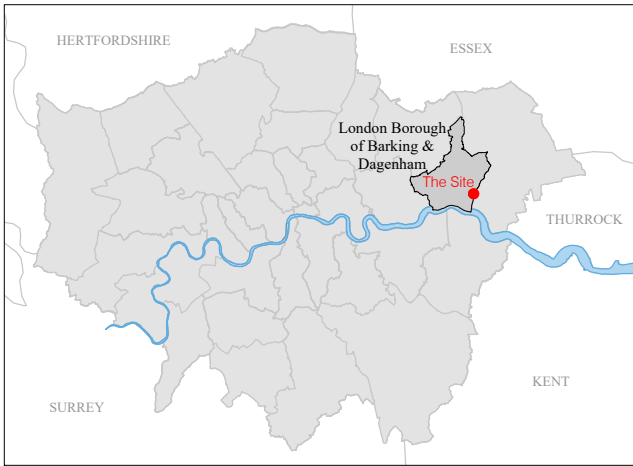 HERTFORDSHIRE
ESSEX
London Borough
of Barking &
Dagenham
The Site
THURROCK
KENT
SURREY